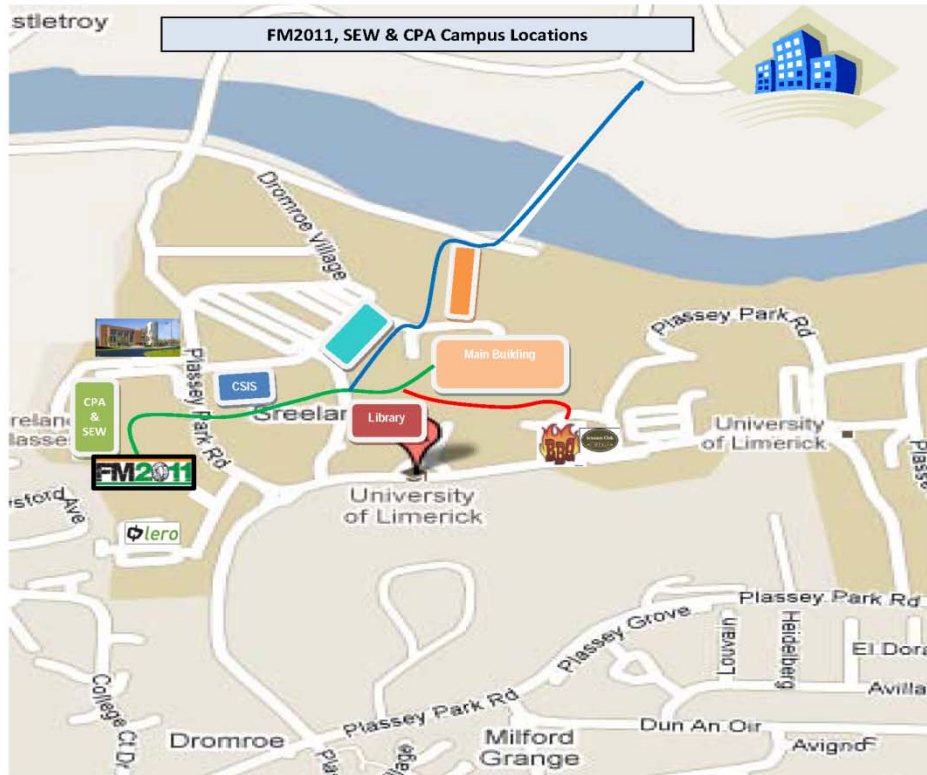 stletroy
FM2011, SEW & CPA Campus Locations
Dromroe Village
Plassey Park Rd
Main Building
Plassey Park Rd
CSIS
CPA
&
SEW
Sreelan
Library
BBQ
University
of Limerick
FM2011
University
of Limerick
lero
Plassey Park Rd
Plassey Grove
Louvain
Heidelberg
El Dora
Avilla
College Ct Dr
Plassey Park Rd
Dun An Oir
Dromroe
Milford
Grange